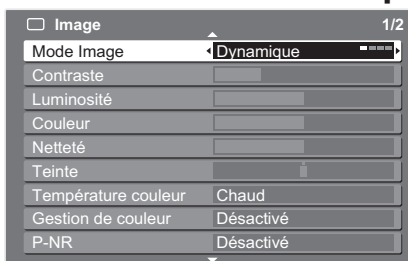 Image 1/2
Mode Image Dynamique
Contraste
Luminosité
Couleur
Netteté
Teinte
Température couleur Chaud
Gestion de couleur Désactivé
P-NR Désactivé